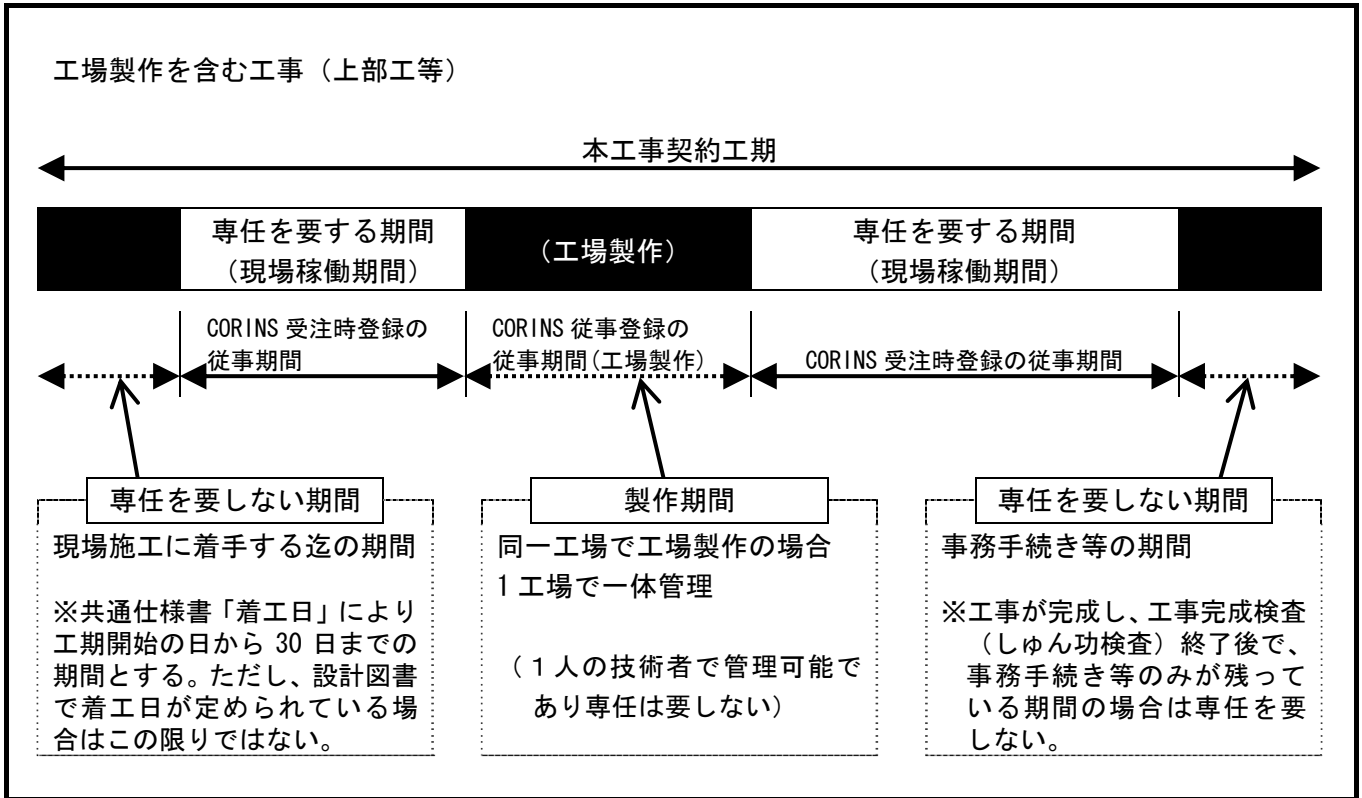 工場製作を含む工事（上部工等）
本工事契約工期
専任を要する期間
（現場稼働期間）
（工場製作）
専任を要する期間
（現場稼働期間）
CORINS 受注時登録の
従事期間
CORINS 従事登録の
従事期間(工場製作)
CORINS 受注時登録の従事期間
専任を要しない期間
現場施工に着手する迄の期間
※共通仕様書「着工日」により
工期開始の日から 30 日までの
期間とする。ただし、設計図書
で着工日が定められている場
合はこの限りではない。
製作期間
同一工場で工場製作の場合
1 工場で一体管理
（１人の技術者で管理可能で
あり専任は要しない）
専任を要しない期間
事務手続き等の期間
※工事が完成し、工事完成検査
（しゅん功検査）終了後で、
事務手続き等のみが残って
いる期間の場合は専任を要
しない。